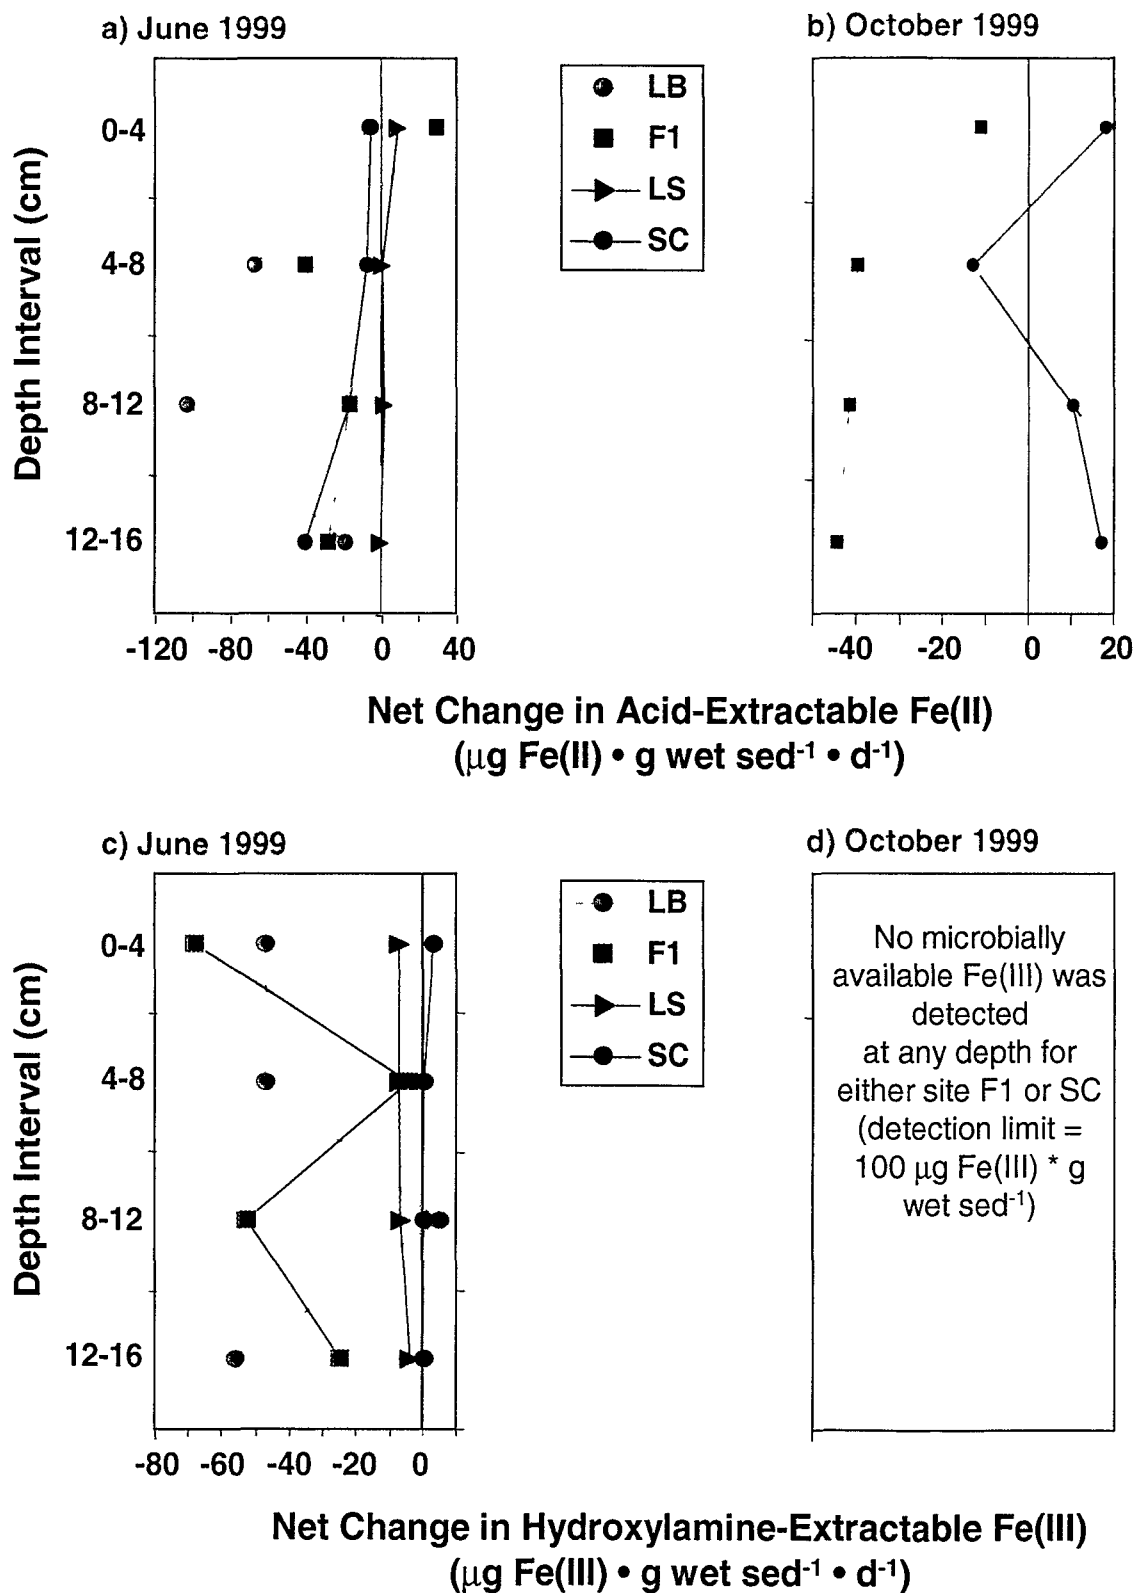 a) June 1999
b) October 1999
LB
F1
LS
SC
Depth Interval (cm)
0-4
4-8
8-12
12-16
-120 -80 -40 0 40
-40 -20 0 20
Net Change in Acid-Extractable Fe(II)
(µg Fe(II) • g wet sed⁻¹ • d⁻¹)
c) June 1999
d) October 1999
LB
F1
LS
SC
Depth Interval (cm)
0-4
4-8
8-12
12-16
-80 -60 -40 -20 0
No microbially
available Fe(III) was
detected
at any depth for
either site F1 or SC
(detection limit =
100 µg Fe(III) * g
wet sed⁻¹)
Net Change in Hydroxylamine-Extractable Fe(III)
(µg Fe(III) • g wet sed⁻¹ • d⁻¹)